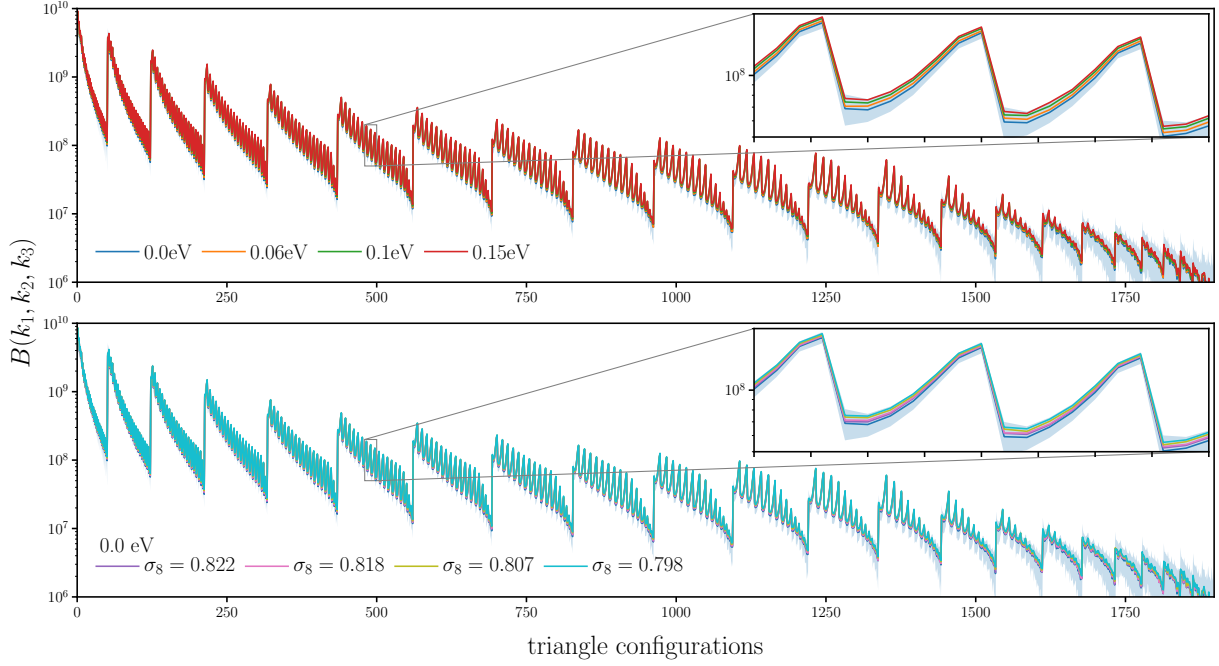 10^{10}
10^9
10^8
10^7
10^6
10^8
0.0eV 0.06eV 0.1eV 0.15eV
0 250 500 750 1000 1250 1500 1750
B(k_1, k_2, k_3)
10^{10}
10^9
10^8
10^7
10^6
10^8
0.0 eV
σ_8 = 0.822 σ_8 = 0.818 σ_8 = 0.807 σ_8 = 0.798
0 250 500 750 1000 1250 1500 1750
triangle configurations